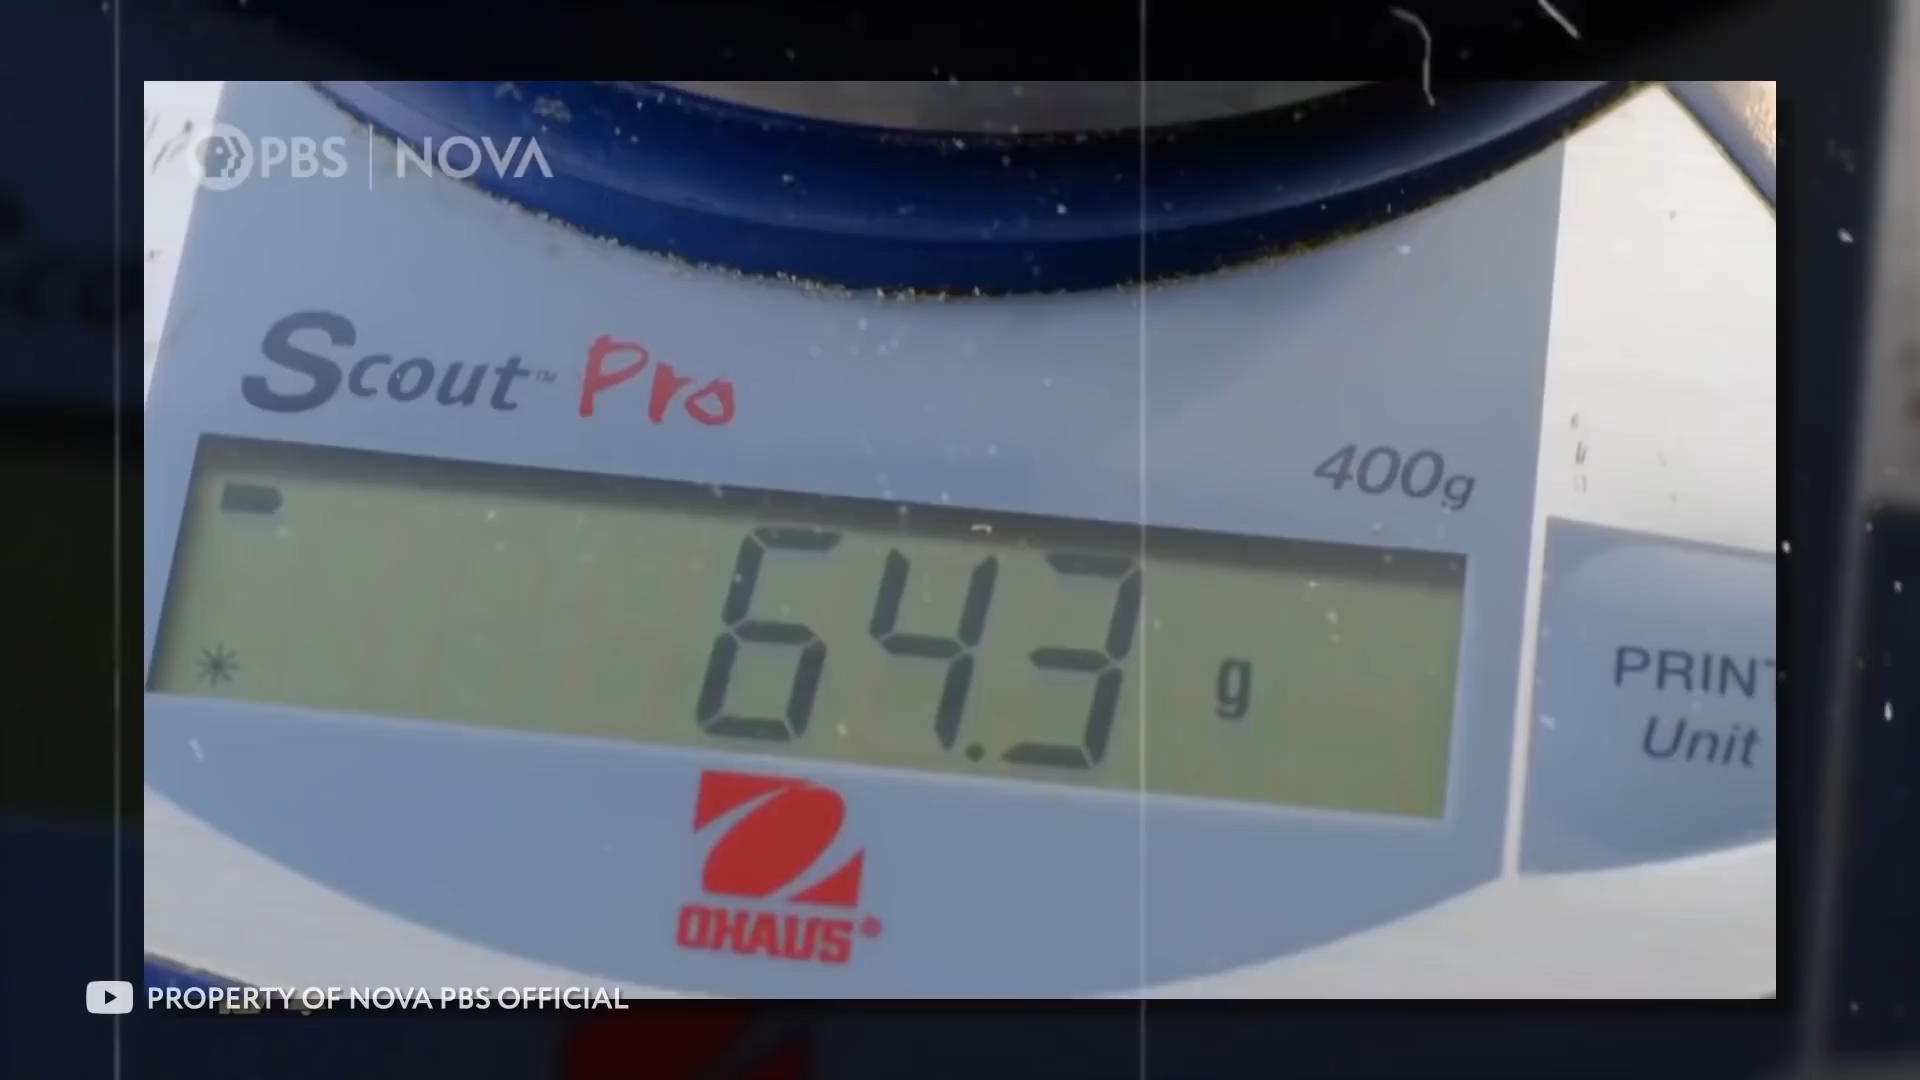 PBS | NOVA
Scout™ Pro
400g
64.3 g
PRINT
Unit
OHAUS®
PROPERTY OF NOVA PBS OFFICIAL